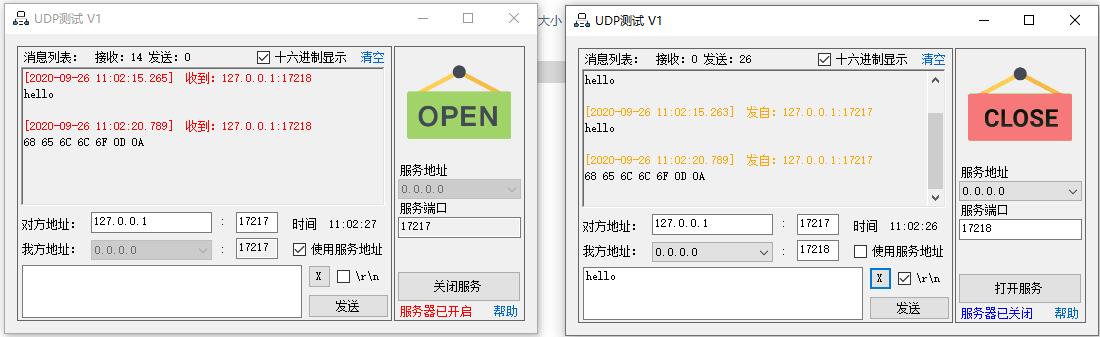 UDP测试 V1
消息列表： 接收：14 发送：0 十六进制显示 清空
[2020-09-26 11:02:15.265] 收到：127.0.0.1:17218
hello
[2020-09-26 11:02:20.789] 收到：127.0.0.1:17218
68 65 6C 6C 6F 0D 0A
对方地址： 127.0.0.1 : 17217 时间 11:02:27
我方地址： 0.0.0.0 : 17217 使用服务地址
X \r\n
发送
OPEN
服务地址
0.0.0.0
服务端口
17217
关闭服务
服务器已开启 帮助
大小
UDP测试 V1
消息列表： 接收：0 发送：26 十六进制显示 清空
hello
[2020-09-26 11:02:15.263] 发自：127.0.0.1:17217
hello
[2020-09-26 11:02:20.789] 发自：127.0.0.1:17217
68 65 6C 6C 6F 0D 0A
对方地址： 127.0.0.1 : 17217 时间 11:02:26
我方地址： 0.0.0.0 : 17218 使用服务地址
hello X \r\n
发送
CLOSE
服务地址
0.0.0.0
服务端口
17218
打开服务
服务器已关闭 帮助